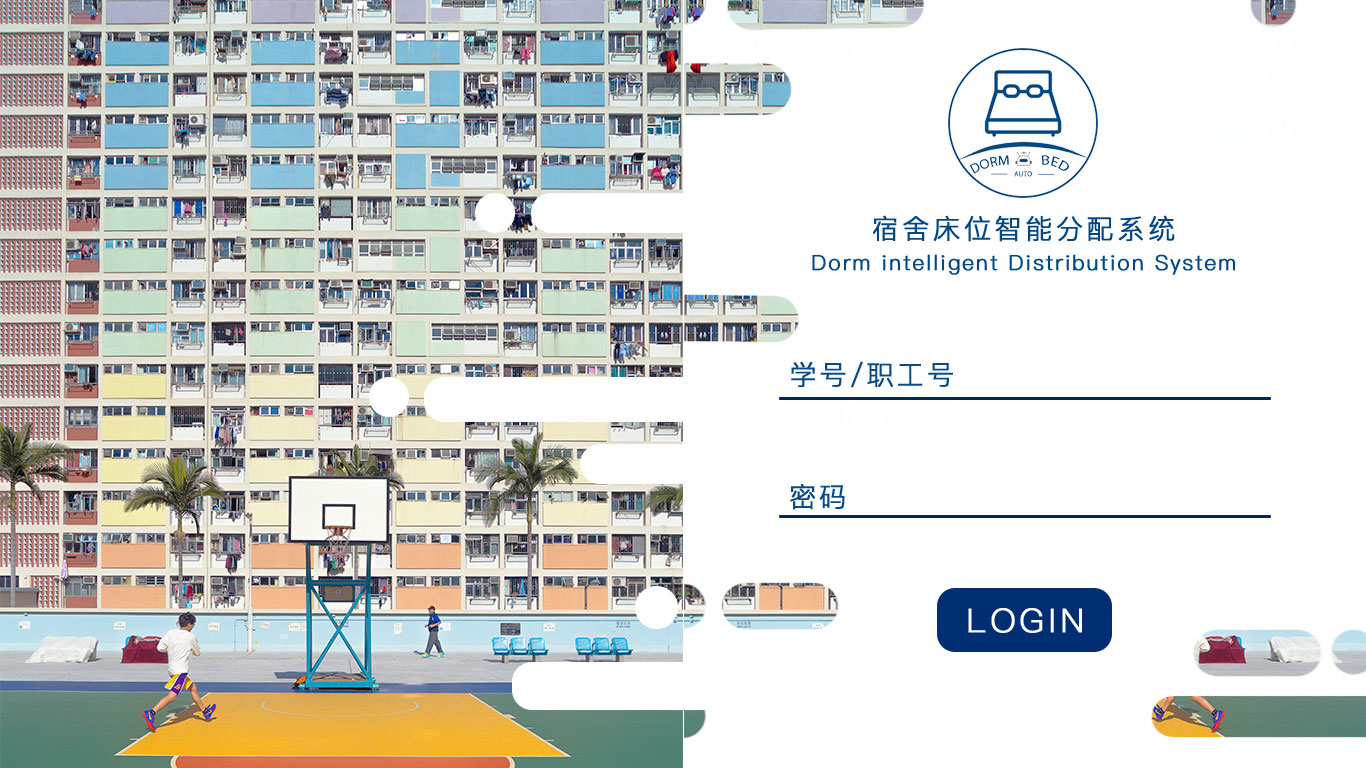 DORM BED
AUTO
宿舍床位智能分配系统
Dorm intelligent Distribution System
学号/职工号
密码
LOGIN